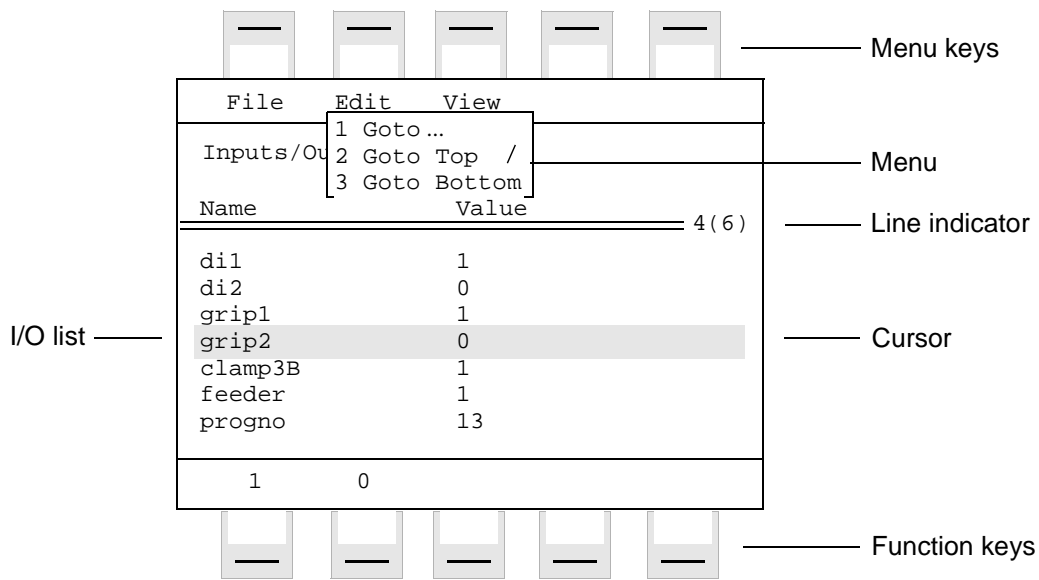 Menu keys
File Edit View
1 Goto ...
Inputs/Ou
2 Goto Top /
Menu
3 Goto Bottom
Name Value
4(6)
Line indicator
di1 1
di2 0
grip1 1
I/O list
grip2 0
Cursor
clamp3B 1
feeder 1
progno 13
1 0
Function keys